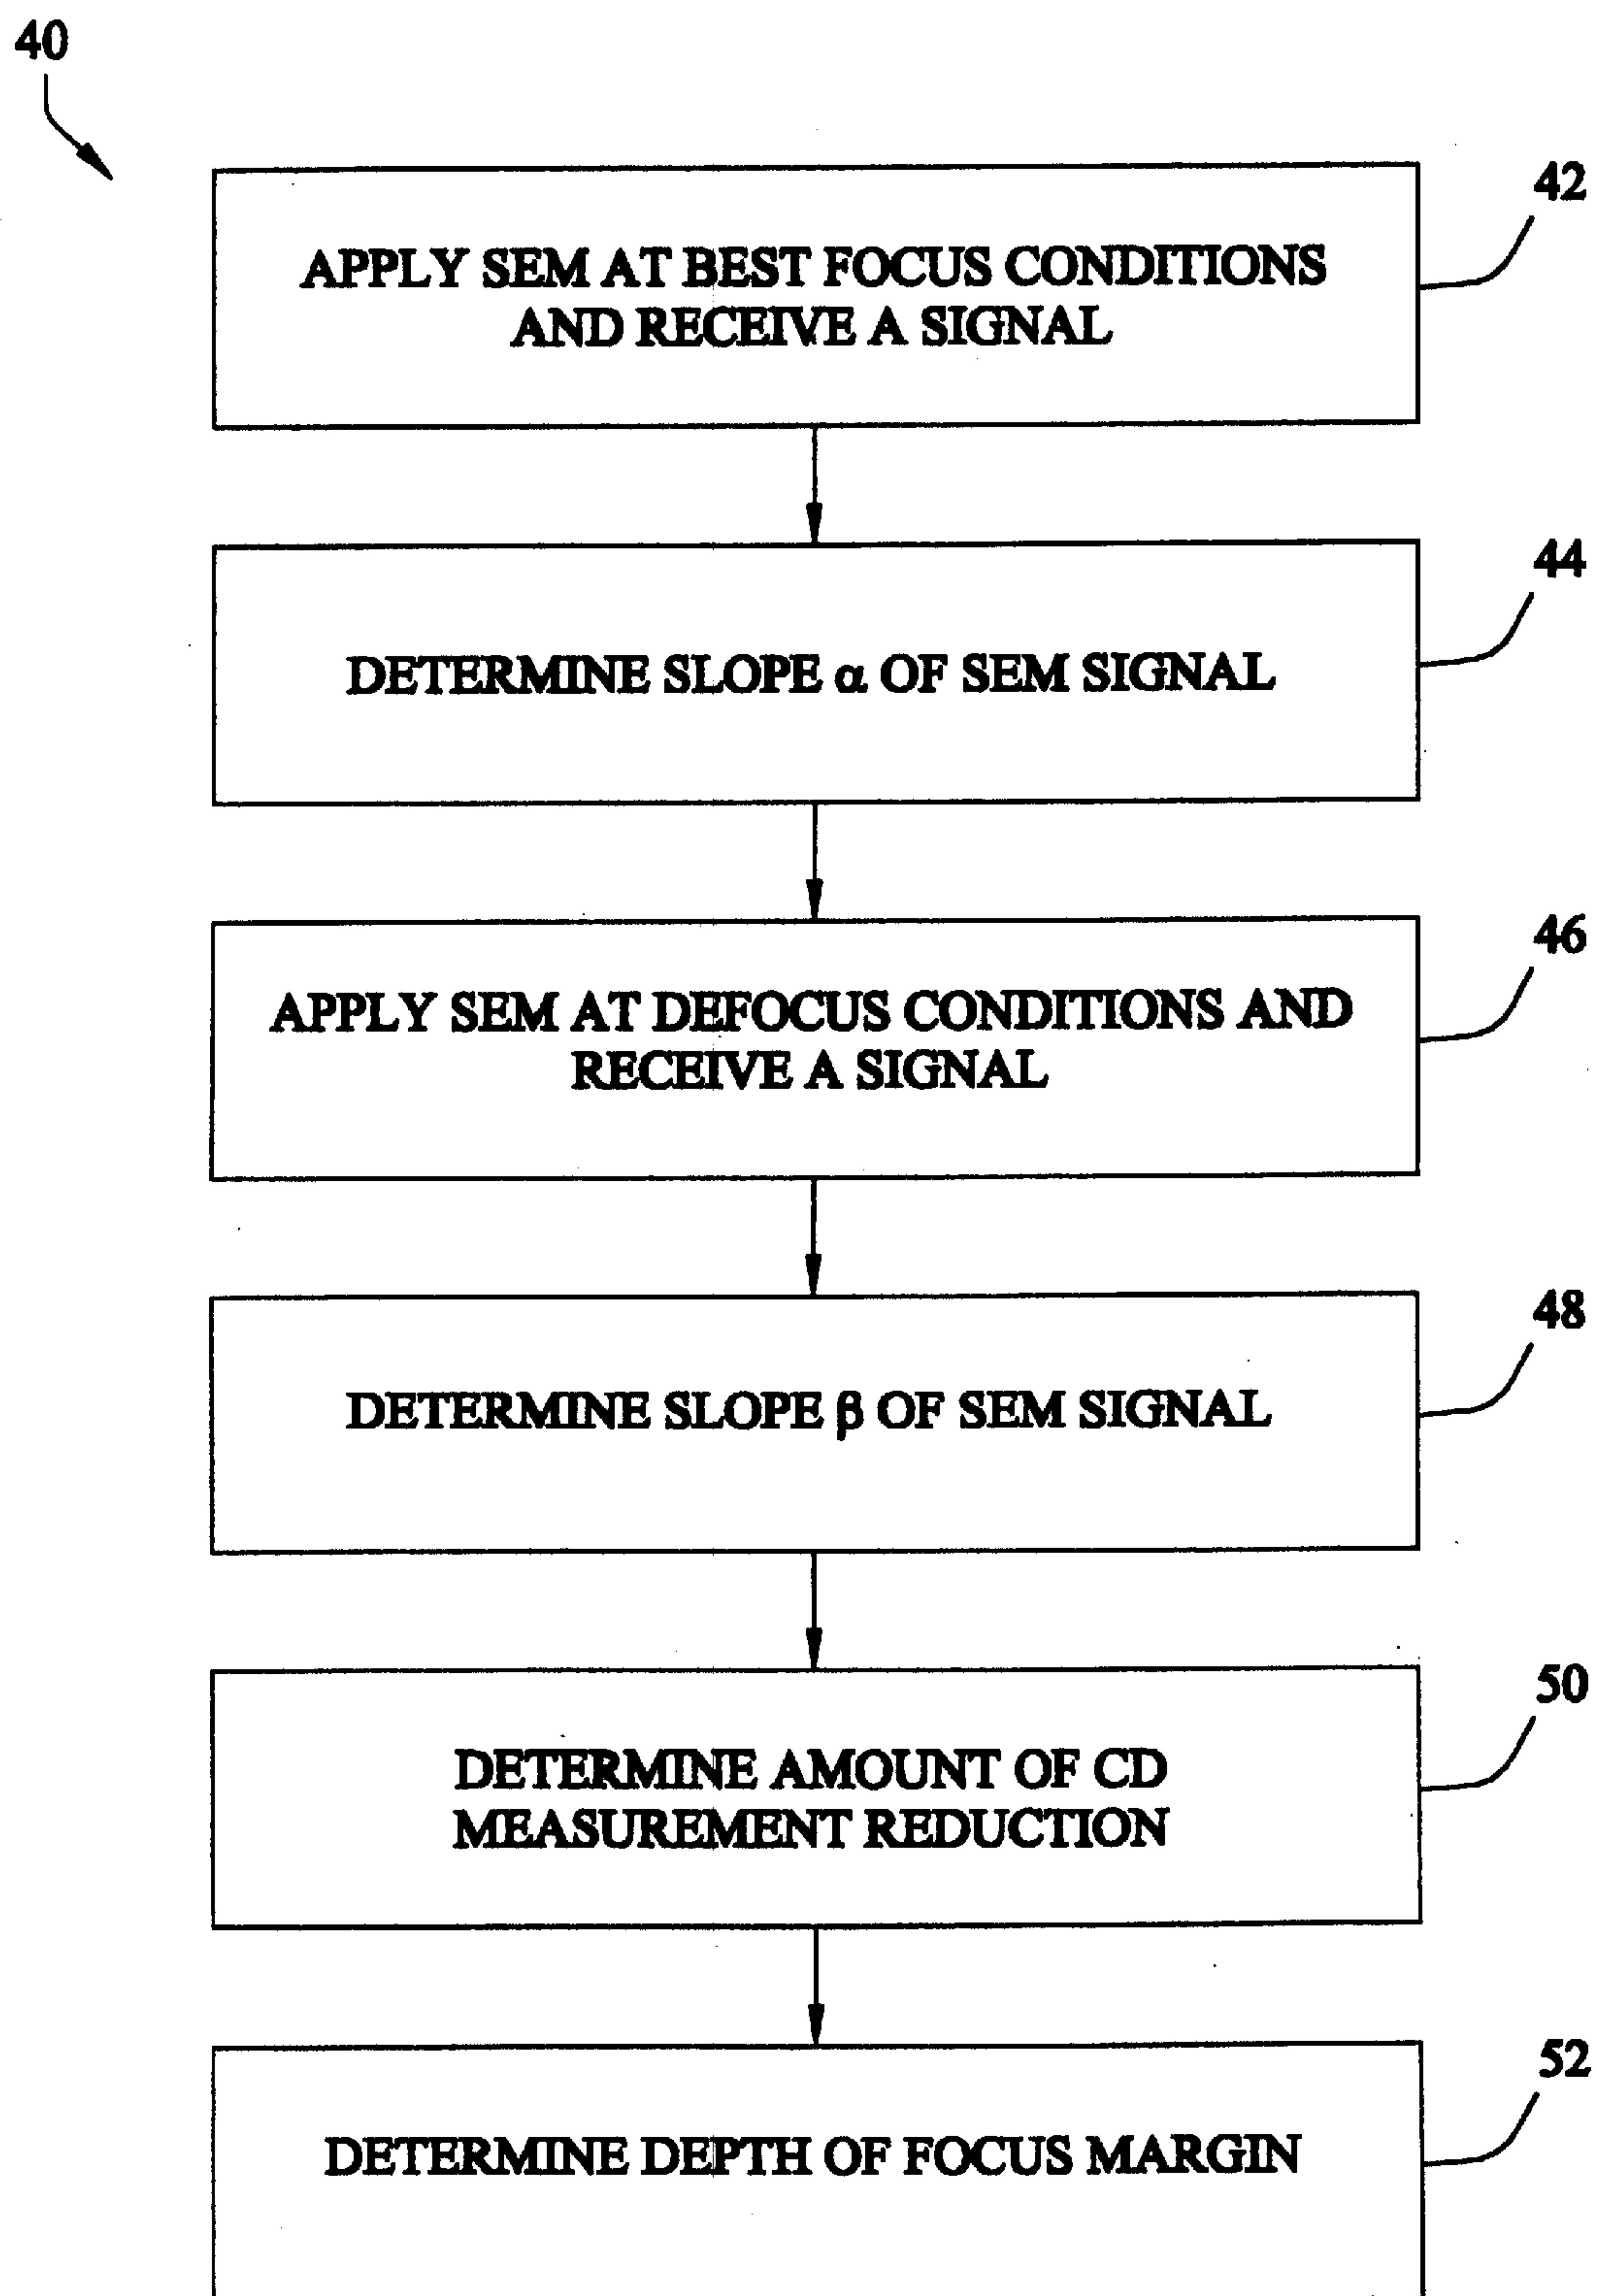 40
42
APPLY SEM AT BEST FOCUS CONDITIONS
AND RECEIVE A SIGNAL
44
DETERMINE SLOPE α OF SEM SIGNAL
46
APPLY SEM AT DEFOCUS CONDITIONS AND
RECEIVE A SIGNAL
48
DETERMINE SLOPE β OF SEM SIGNAL
50
DETERMINE AMOUNT OF CD
MEASUREMENT REDUCTION
52
DETERMINE DEPTH OF FOCUS MARGIN